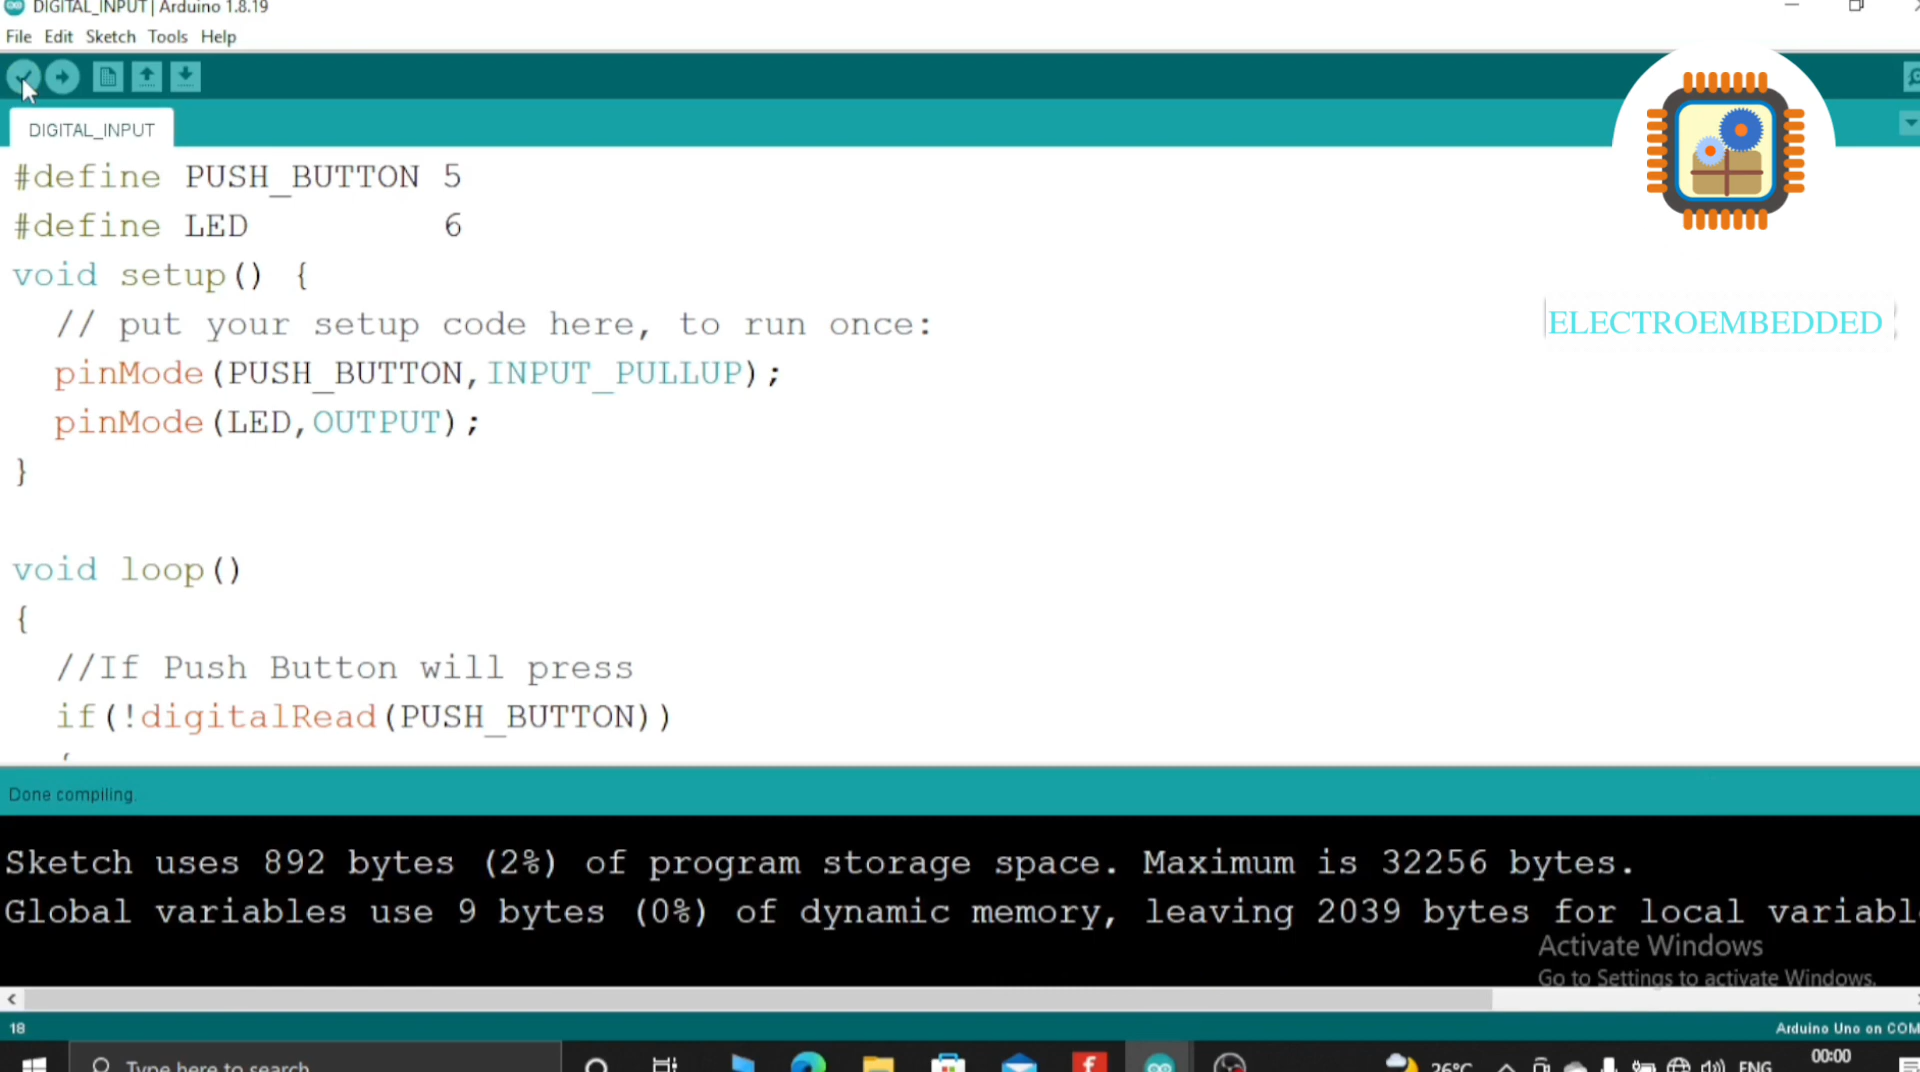 DIGITAL_INPUT | Arduino 1.8.19
File Edit Sketch Tools Help
DIGITAL_INPUT
#define PUSH_BUTTON 5
#define LED 6
void setup() {
// put your setup code here, to run once:
pinMode(PUSH_BUTTON,INPUT_PULLUP);
pinMode(LED,OUTPUT);
}
void loop()
{
//If Push Button will press
if(!digitalRead(PUSH_BUTTON))
ELECTROEMBEDDED
Done compiling.
Sketch uses 892 bytes (2%) of program storage space. Maximum is 32256 bytes.
Global variables use 9 bytes (0%) of dynamic memory, leaving 2039 bytes for local variabl
Activate Windows
Go to Settings to activate Windows.
18
Arduino Uno on COM
Type here to search
26°C
ENG
00:00